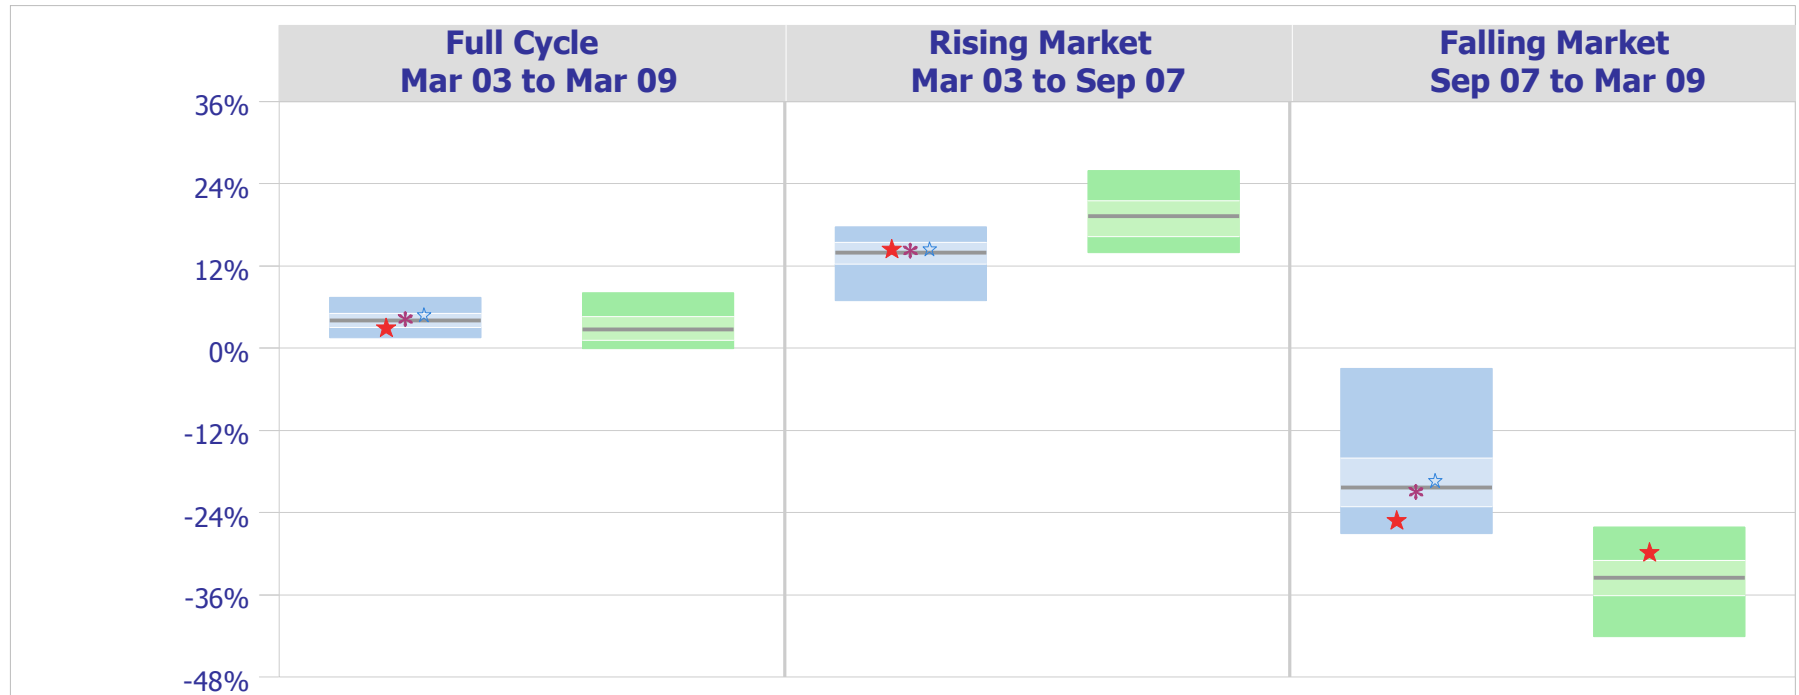 Full Cycle
Mar 03 to Mar 09
Rising Market
Mar 03 to Sep 07
Falling Market
Sep 07 to Mar 09
36%
24%
12%
0%
-12%
-24%
-36%
-48%